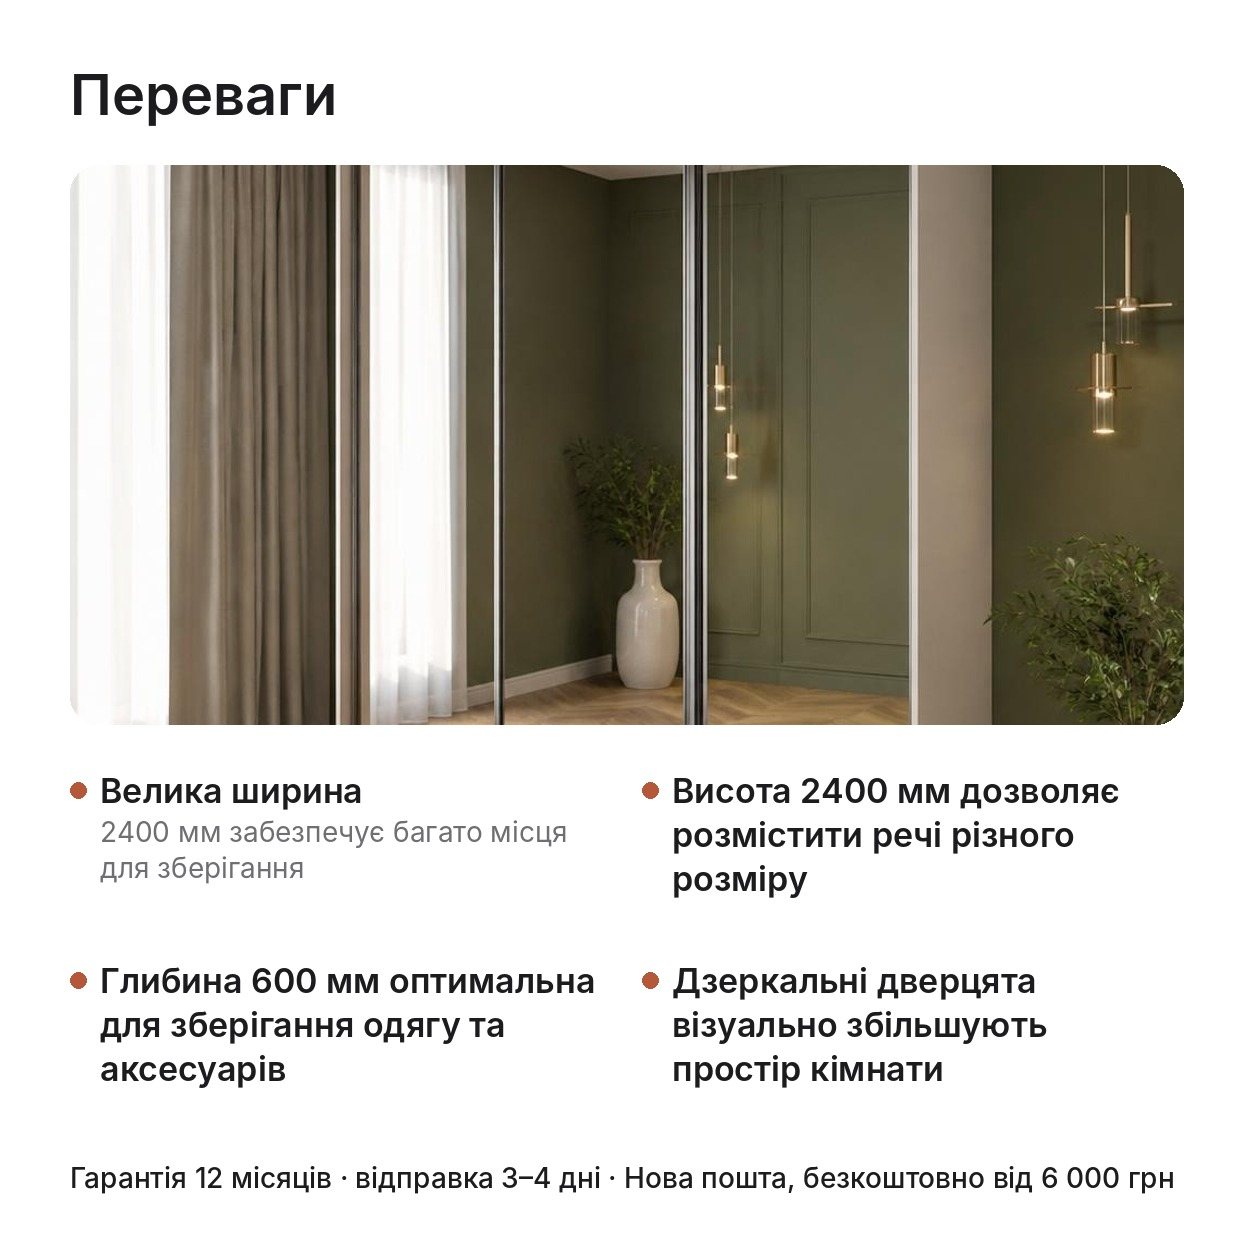 Переваги
Велика ширина
2400 мм забезпечує багато місця
для зберігання
Висота 2400 мм дозволяє
розмістити речі різного
розміру
Глибина 600 мм оптимальна
для зберігання одягу та
аксесуарів
Дзеркальні дверцята
візуально збільшують
простір кімнати
Гарантія 12 місяців · відправка 3–4 дні · Нова пошта, безкоштовно від 6 000 грн